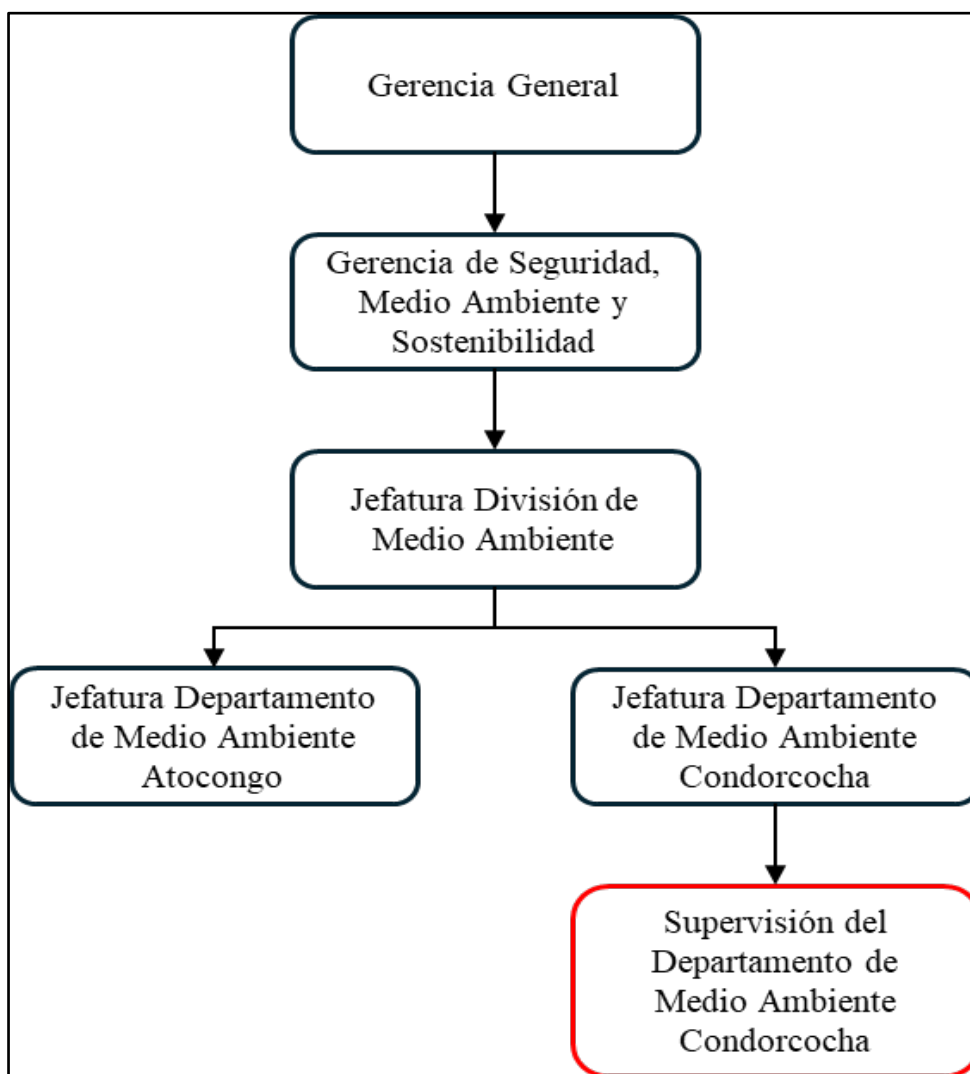 Gerencia General
Gerencia de Seguridad,
Medio Ambiente y
Sostenibilidad
Jefatura División de
Medio Ambiente
Jefatura Departamento
de Medio Ambiente
Atocongo
Jefatura Departamento
de Medio Ambiente
Condorcocha
Supervisión del
Departamento de
Medio Ambiente
Condorcocha